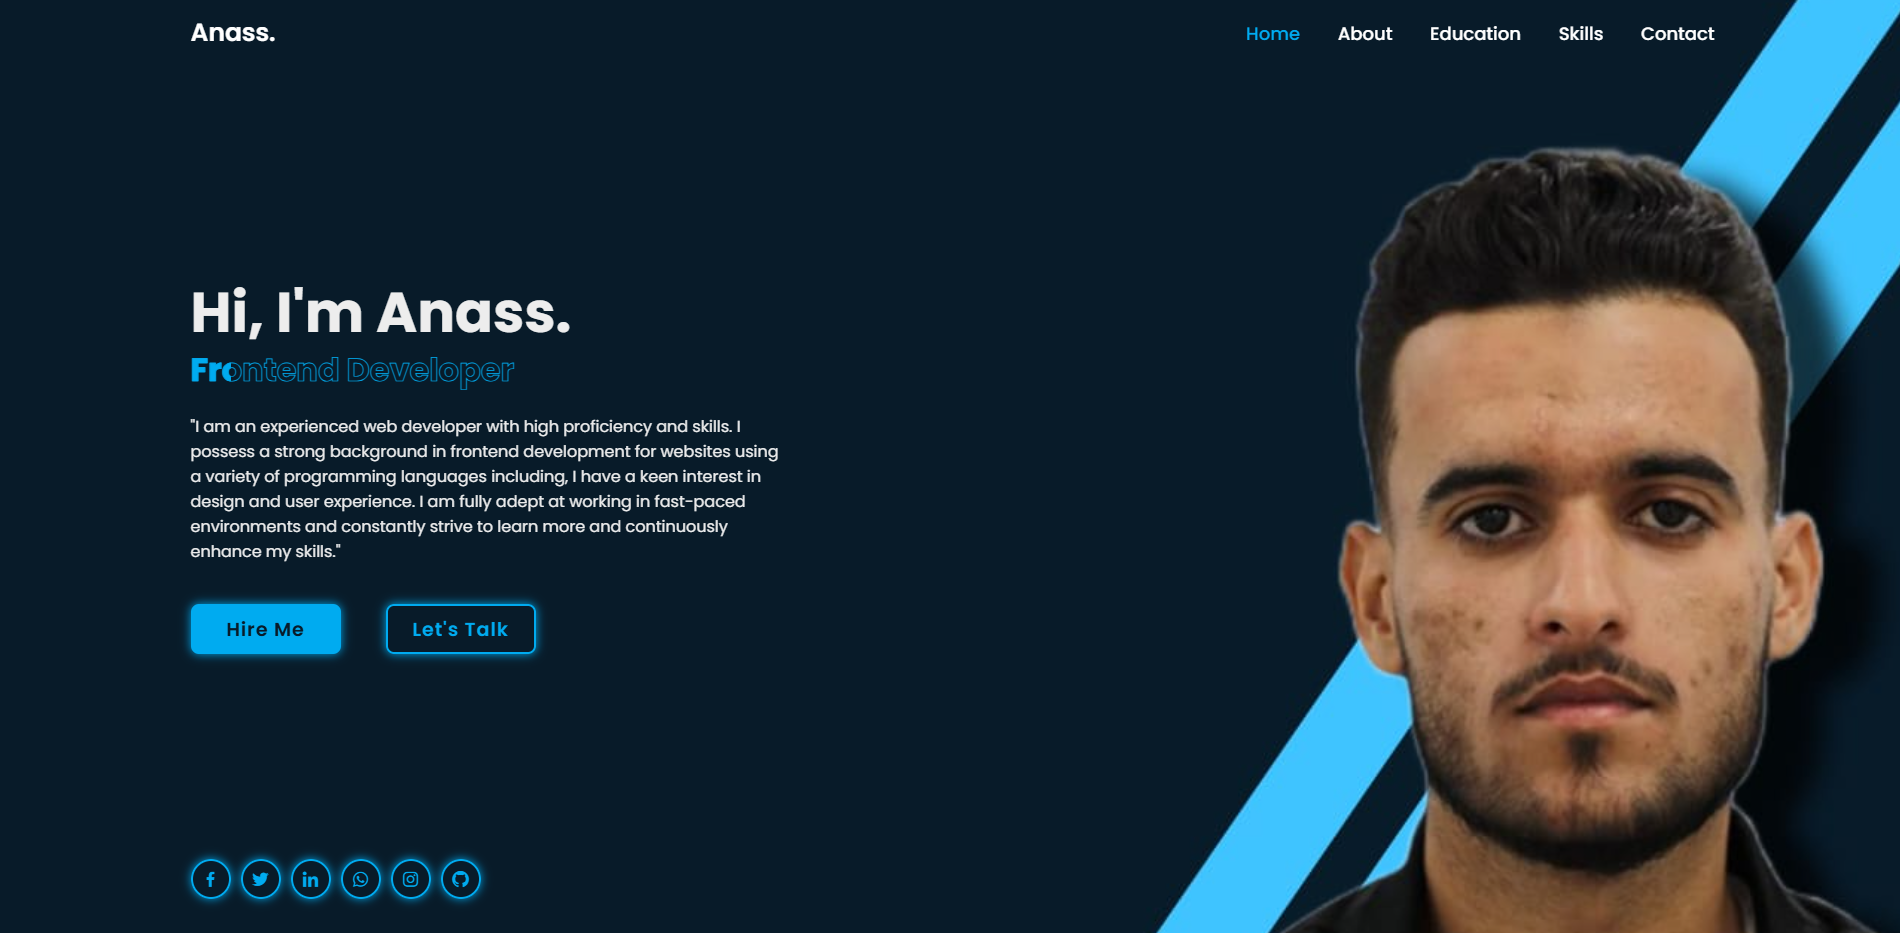 Anass.
Home About Education Skills Contact
Hi, I'm Anass.
Frontend Developer
"I am an experienced web developer with high proficiency and skills. I
possess a strong background in frontend development for websites using
a variety of programming languages including, I have a keen interest in
design and user experience. I am fully adept at working in fast-paced
environments and constantly strive to learn more and continuously
enhance my skills."
Hire Me Let's Talk